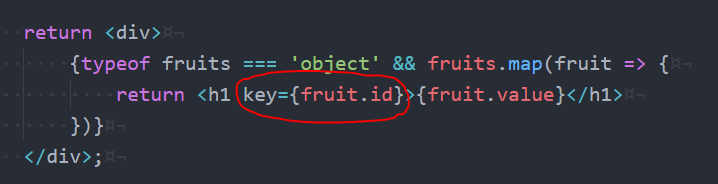 return <div>
{typeof fruits === 'object' && fruits.map(fruit => {
return <h1 key={fruit.id}>{fruit.value}</h1>
})}
</div>;